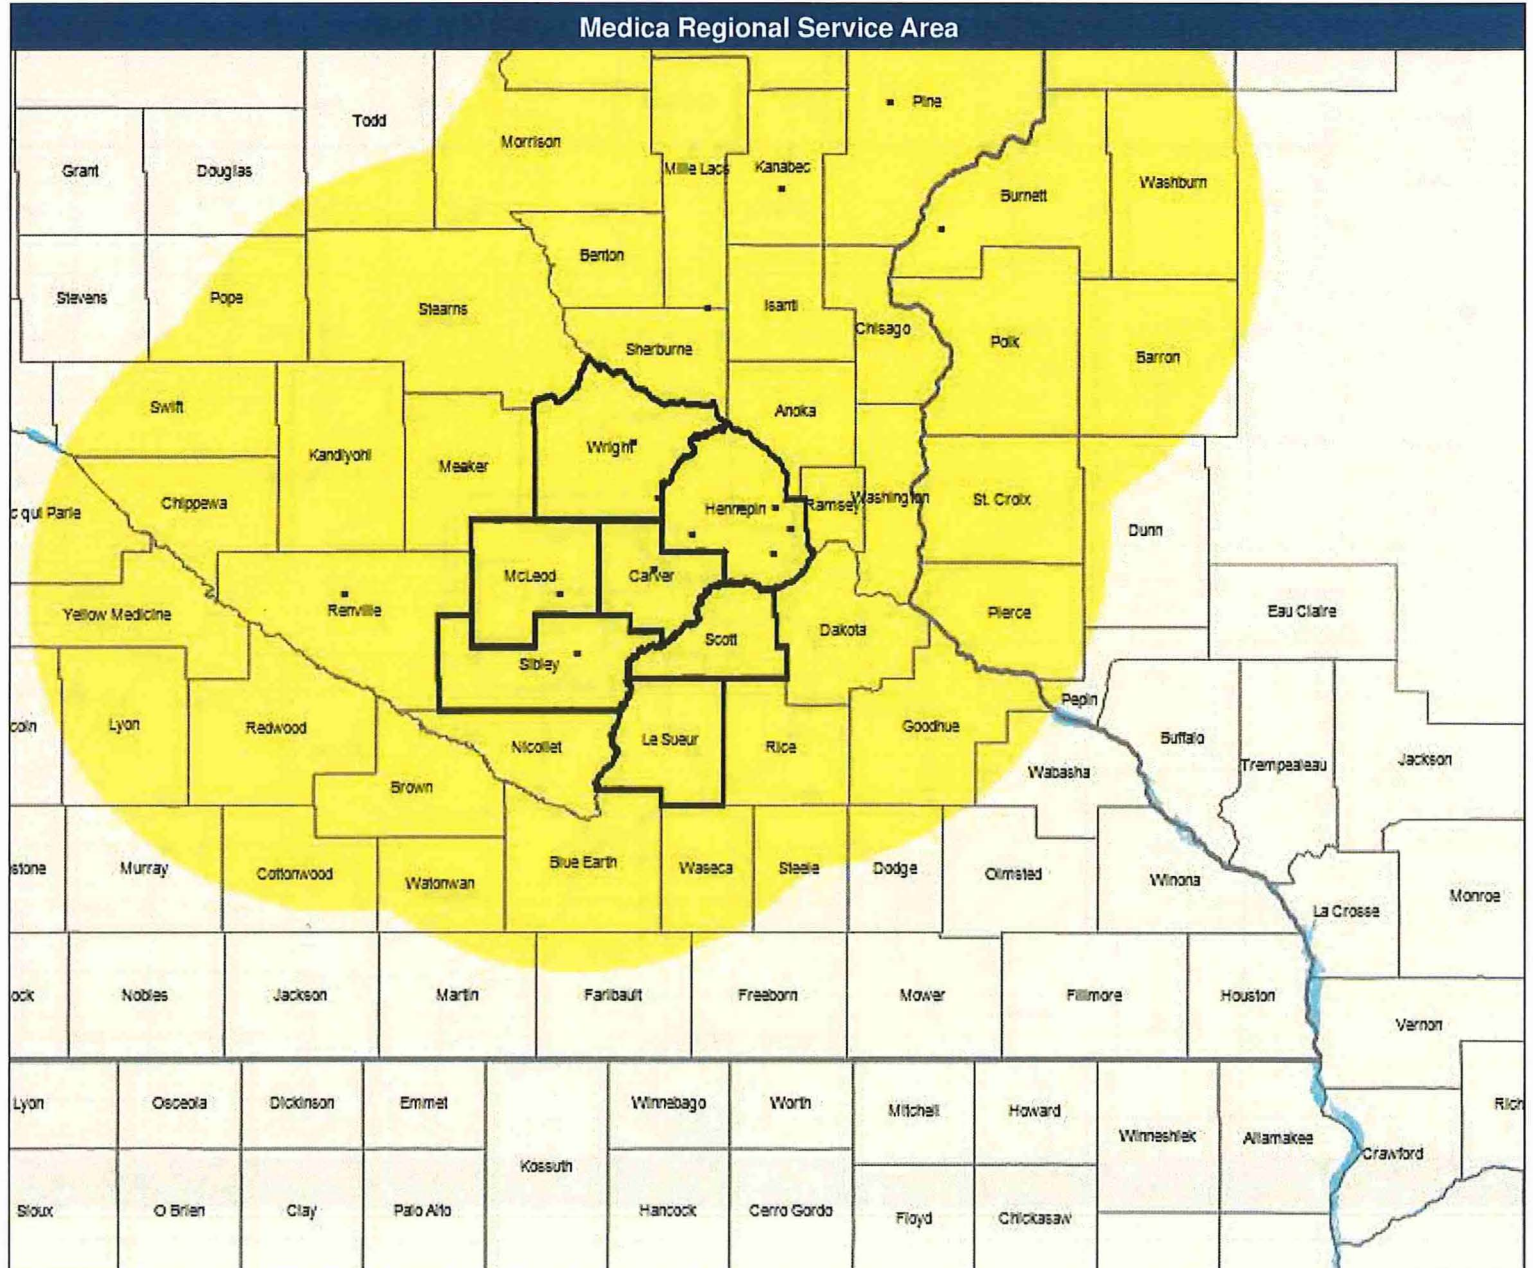 Medica Regional Service Area
Pine
Todd
Morrison
Grant
Douglas
Mille Lacs
Kanabec
Washburn
Burnett
Benton
Stevens
Pope
Stearns
Isanti
Chisago
Sherburne
Polk
Barron
Swift
Anoka
Wright
Kandiyohi
Meeker
Chippewa
c qui Parle
Hennepin
Ramsey
Washington
St. Croix
Dunn
McLeod
Carver
Renville
Yellow Medicine
Pierce
Eau Claire
Dakota
Scott
Sibley
Pepin
coln
Lyon
Redwood
Nicollet
Le Sueur
Rice
Goodhue
Buffalo
Trempealeau
Jackson
Wabasha
Brown
stone
Murray
Cottonwood
Watonwan
Blue Earth
Waseca
Steele
Dodge
Olmsted
Winona
Monroe
La Crosse
ock
Nobles
Jackson
Martin
Faribault
Freeborn
Mower
Fillmore
Houston
Vernon
Lyon
Osceola
Dickinson
Emmet
Winnebago
Worth
Mitchell
Howard
Rich
Winneshiek
Allamakee
Crawford
Kossuth
Sioux
O Brien
Clay
Palo Alto
Hancock
Cerro Gordo
Floyd
Chickasaw